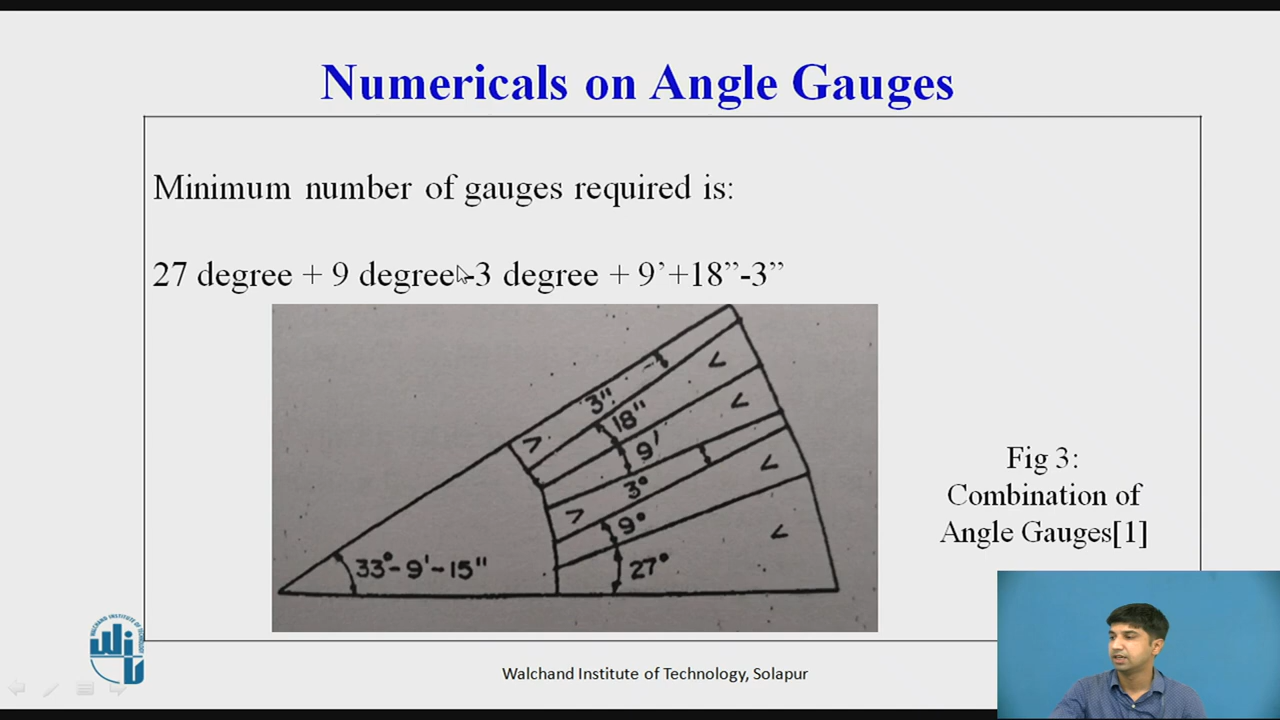 Numericals on Angle Gauges
Minimum number of gauges required is:
27 degree + 9 degree -3 degree + 9’+18”-3”
3"
18"
9'
3°
9°
27°
33°-9'-15"
Fig 3:
Combination of
Angle Gauges[1]
Walchand Institute of Technology, Solapur